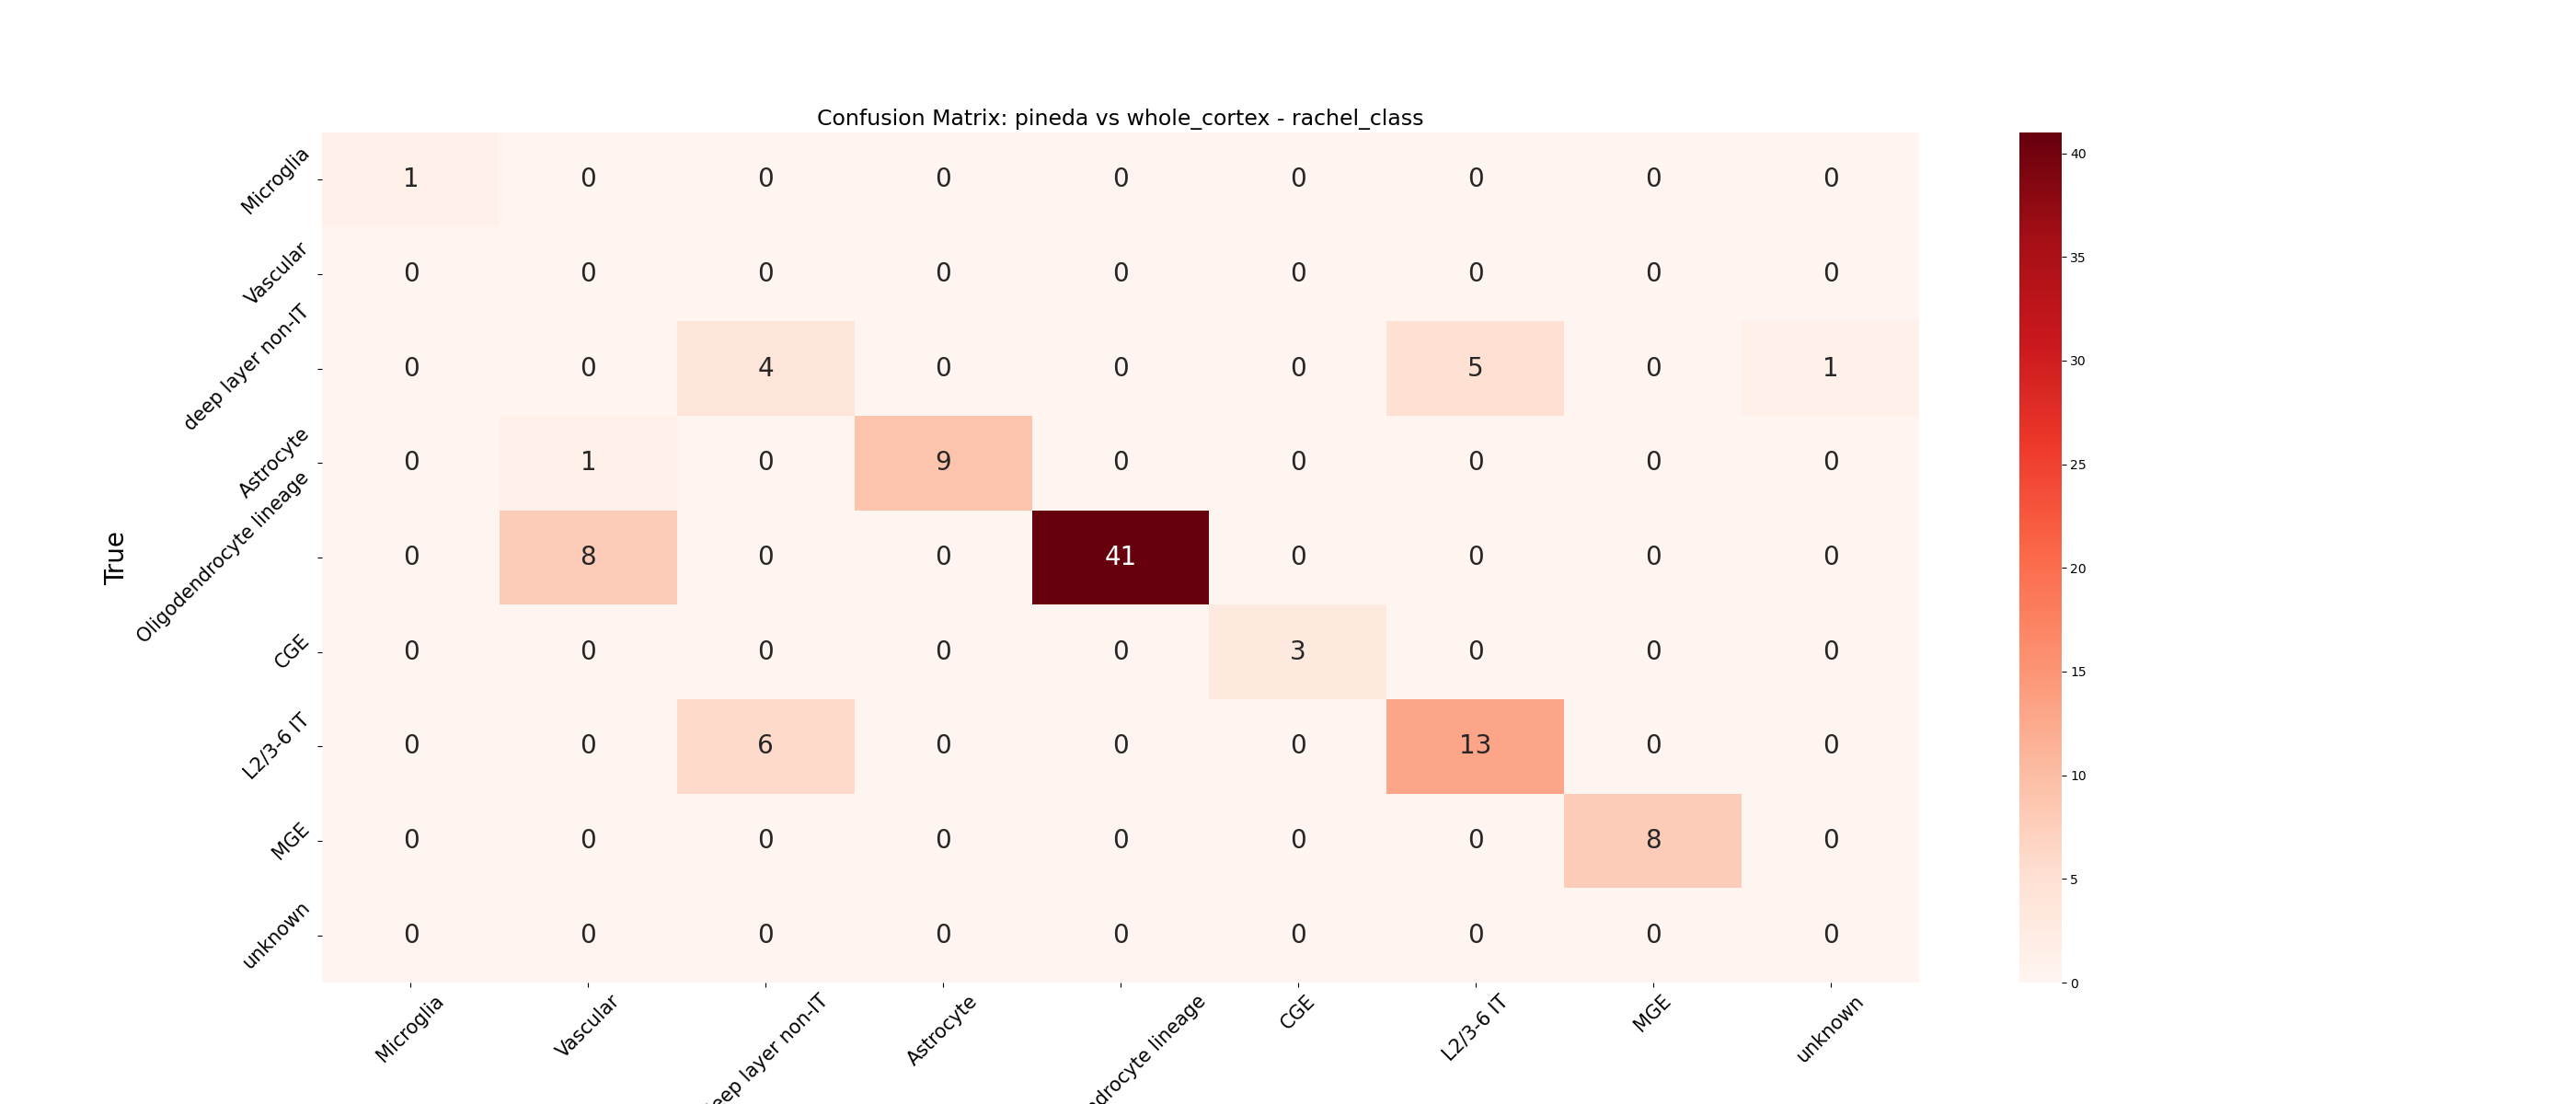 Confusion Matrix: pineda vs whole_cortex - rachel_class
True
Microglia 1 0 0 0 0 0 0 0 0
Vascular 0 0 0 0 0 0 0 0 0
deep layer non-IT 0 0 4 0 0 0 5 0 1
Astrocyte 0 1 0 9 0 0 0 0 0
Oligodendrocyte lineage 0 8 0 0 41 0 0 0 0
CGE 0 0 0 0 0 3 0 0 0
L2/3-6 IT 0 0 6 0 0 0 13 0 0
MGE 0 0 0 0 0 0 0 8 0
unknown 0 0 0 0 0 0 0 0 0
Microglia
Vascular
layer non-IT
Astrocyte
lineage
CGE
L2/3-6 IT
MGE
unknown
40
35
30
25
20
15
10
5
0